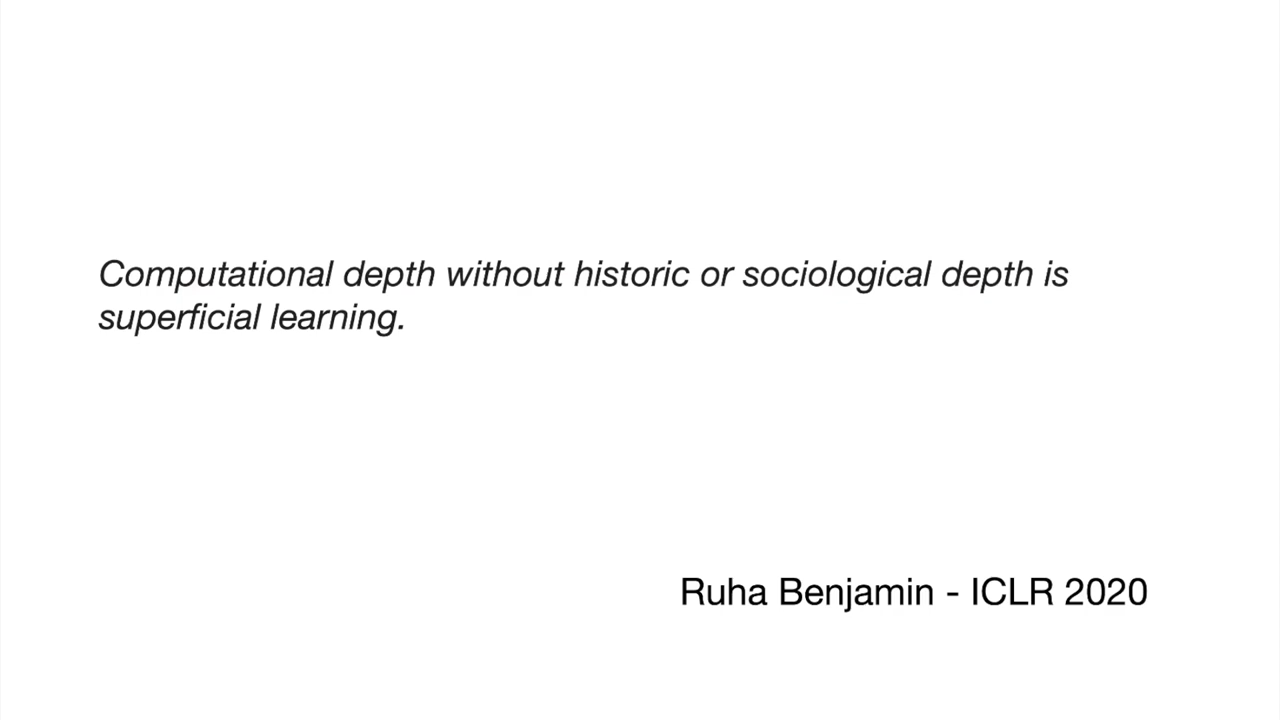 Computational depth without historic or sociological depth is
superficial learning.
Ruha Benjamin - ICLR 2020